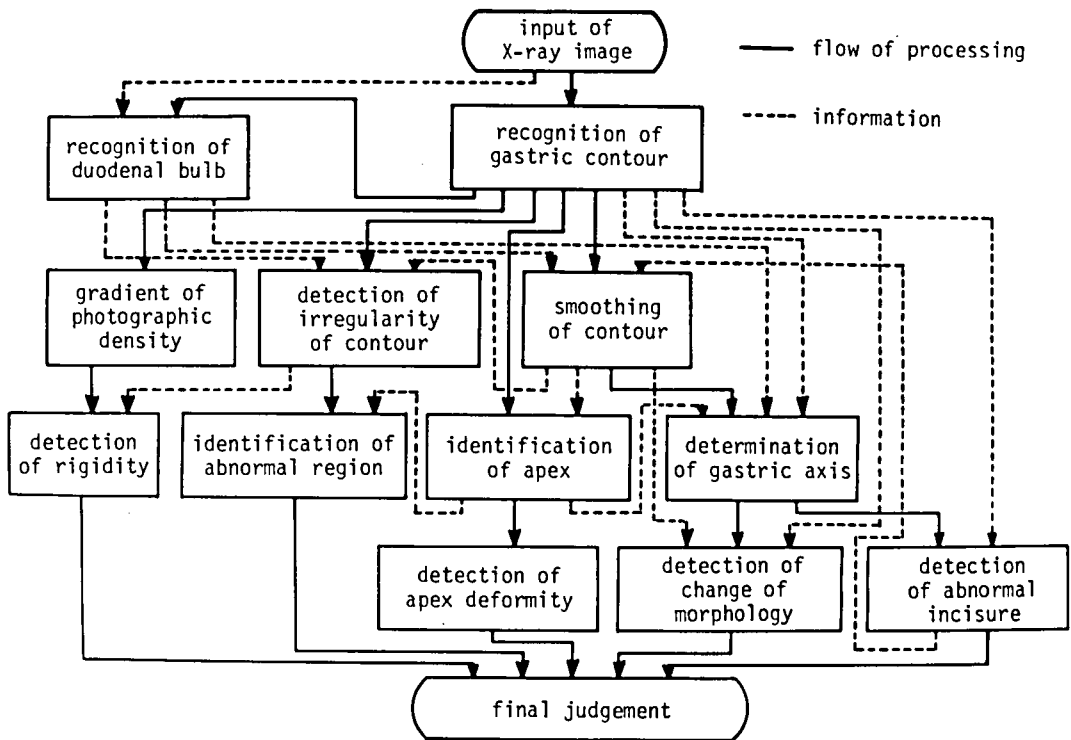 input of
X-ray image
flow of processing
information
recognition of
duodenal bulb
recognition of
gastric contour
gradient of
photographic
density
detection of
irregularity
of contour
smoothing
of contour
detection
of rigidity
identification of
abnormal region
identification
of apex
determination
of gastric axis
detection of
apex deformity
detection of
change of
morphology
detection
of abnormal
incisure
final judgement